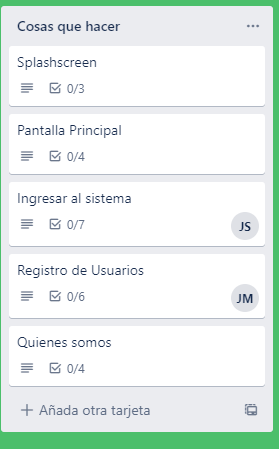 Cosas que hacer
Splashscreen
0/3
Pantalla Principal
0/4
Ingresar al sistema
0/7
JS
Registro de Usuarios
0/6
JM
Quienes somos
0/4
Añada otra tarjeta